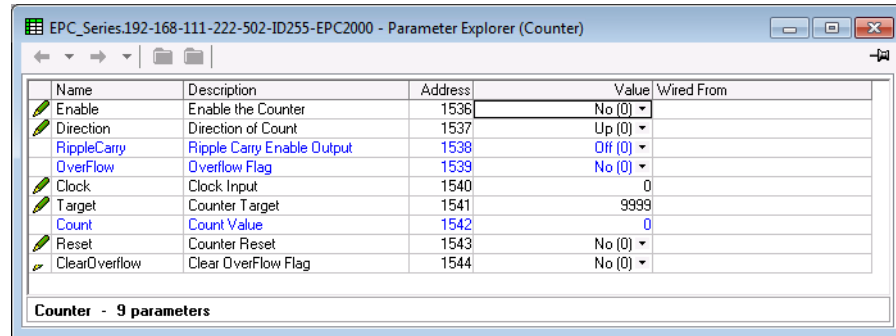 EPC_Series.192-168-111-222-502-ID255-EPC2000 - Parameter Explorer (Counter)
Name Description Address Value Wired From
Enable Enable the Counter 1536 No (0)
Direction Direction of Count 1537 Up (0)
RippleCarry Ripple Carry Enable Output 1538 Off (0)
OverFlow Overflow Flag 1539 No (0)
Clock Clock Input 1540 0
Target Counter Target 1541 9999
Count Count Value 1542 0
Reset Counter Reset 1543 No (0)
ClearOverflow Clear OverFlow Flag 1544 No (0)
Counter - 9 parameters